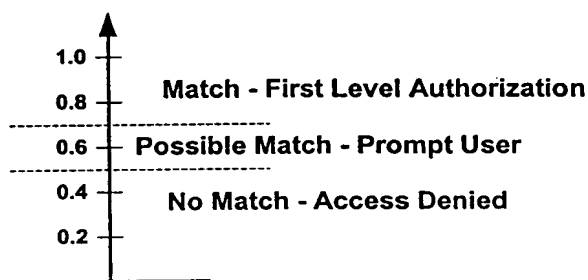 1.0
Match - First Level Authorization
0.8
0.6
Possible Match - Prompt User
0.4
No Match - Access Denied
0.2